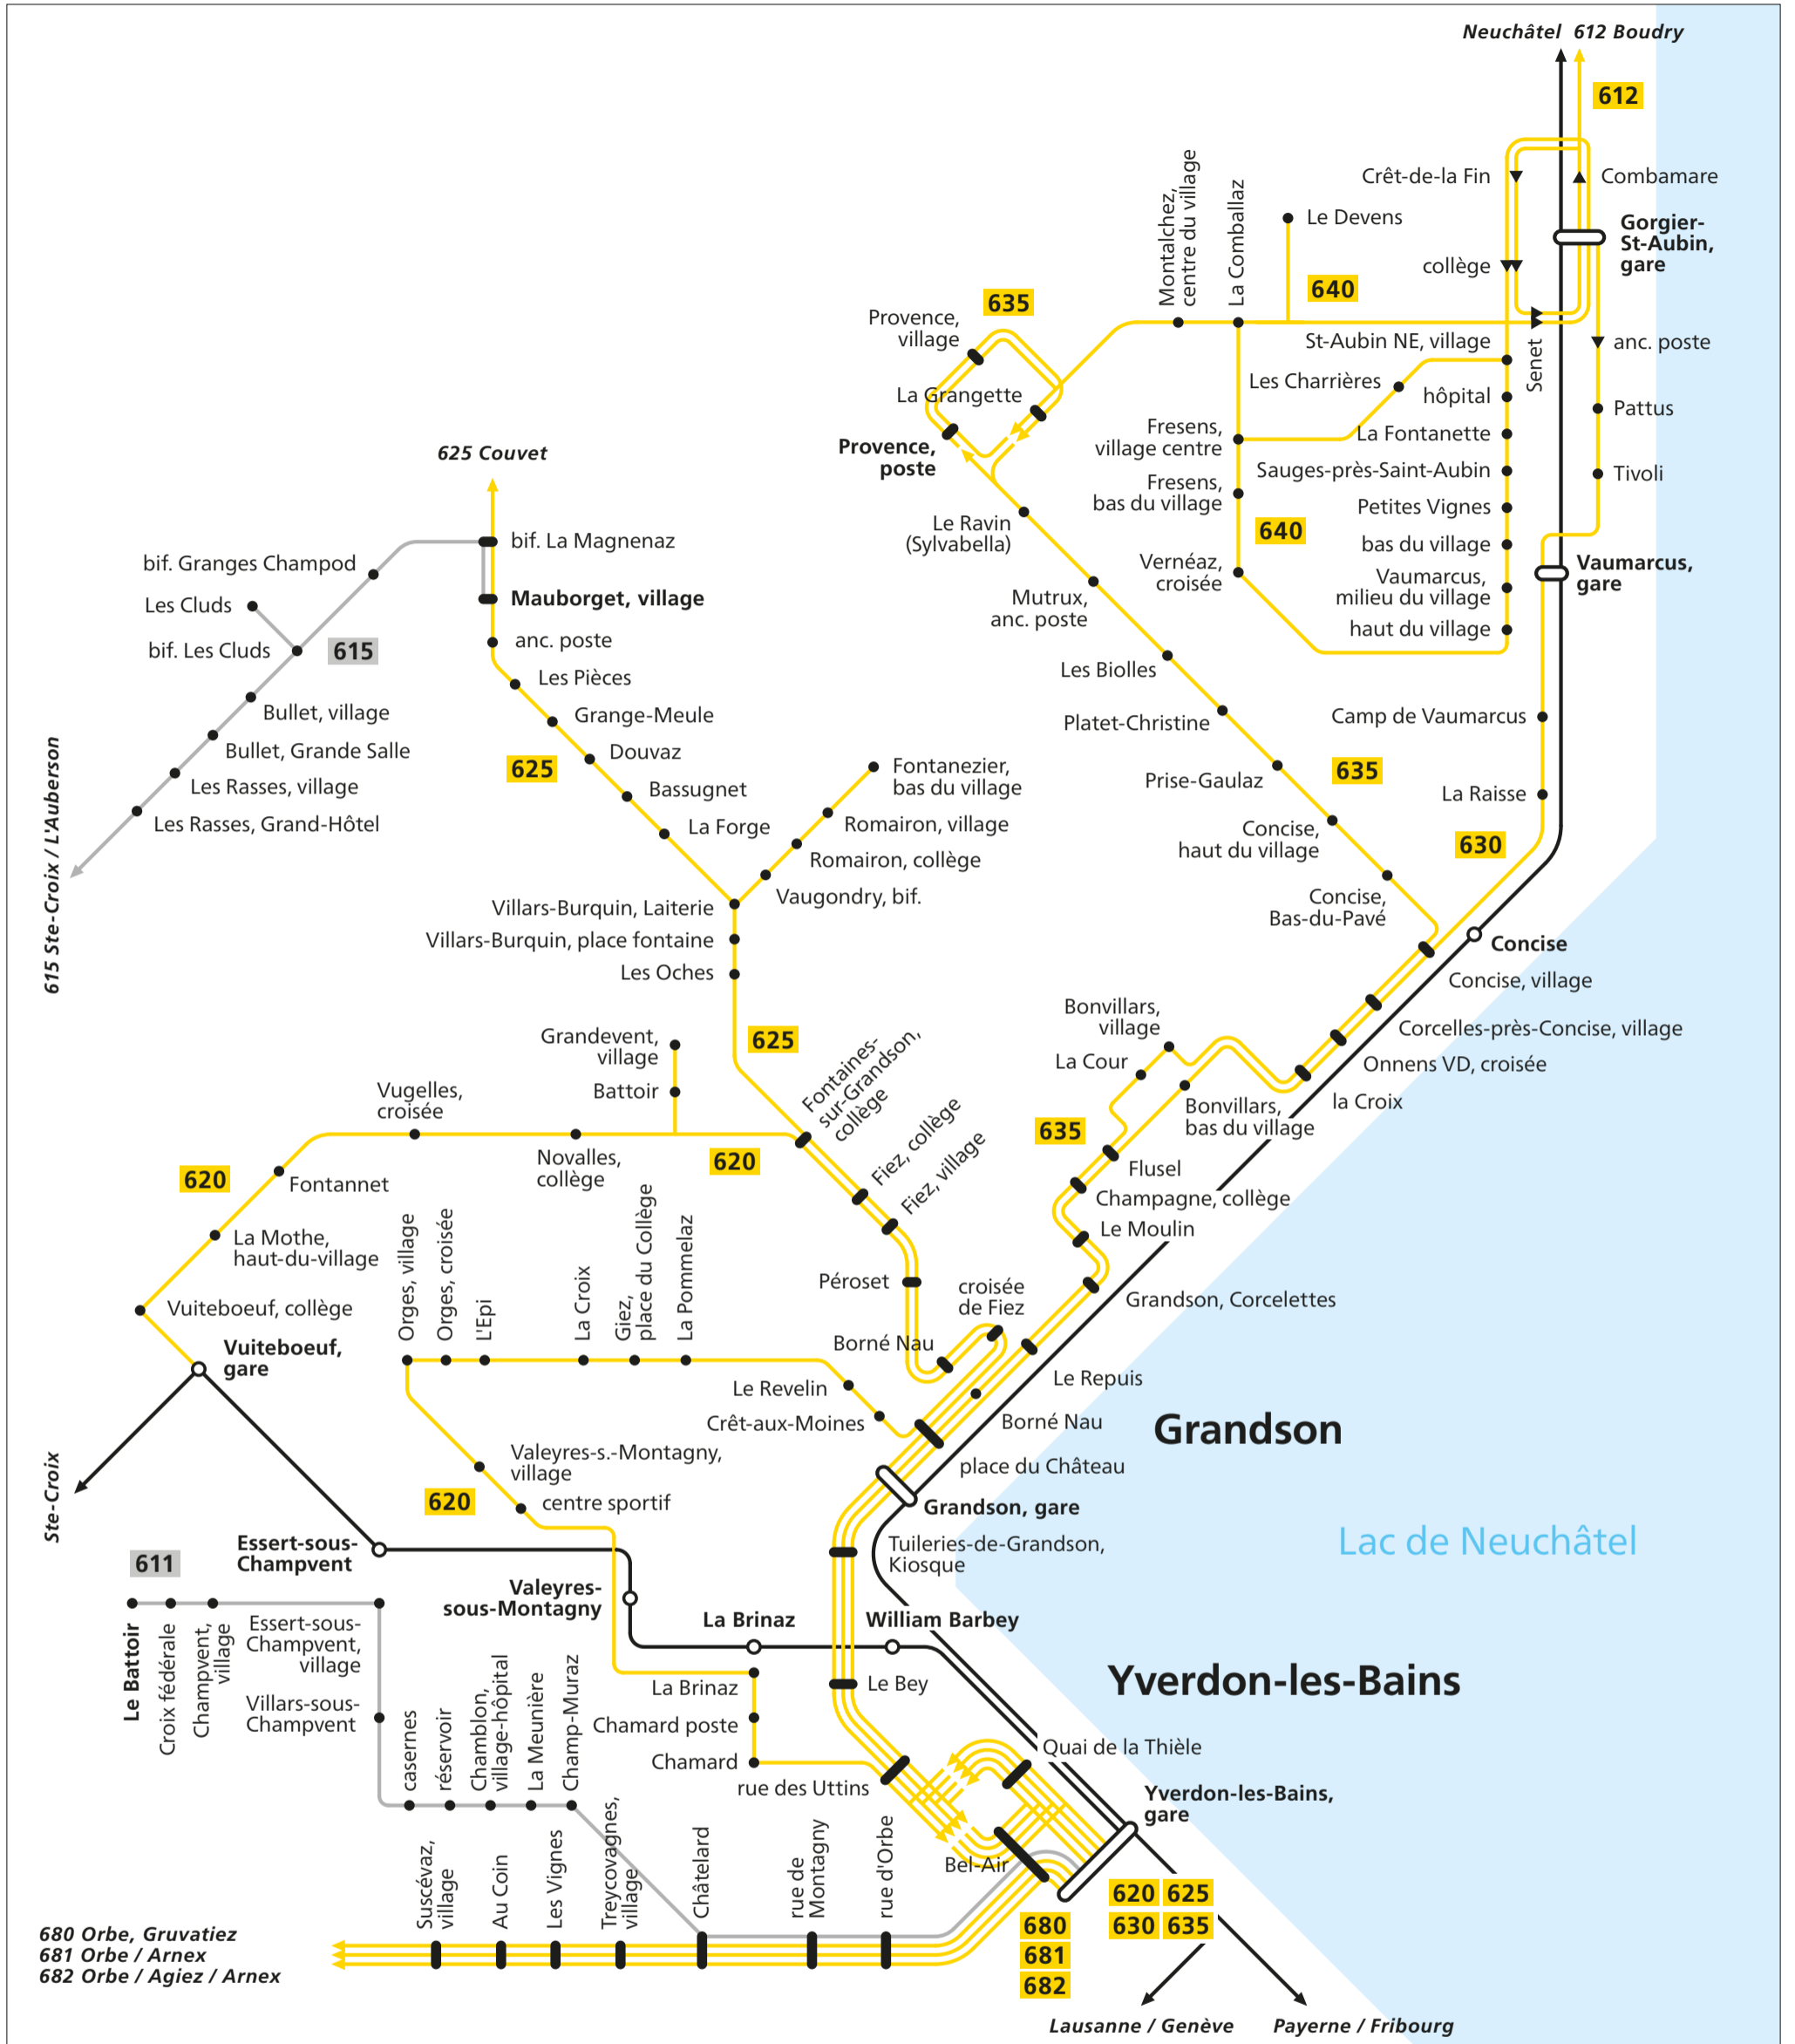 Neuchâtel 612 Boudry
612
Crêt-de-la Fin
Combamare
Montalchez,
centre du village
La Comballaz
Le Devens
Gorgier-
St-Aubin,
gare
collège
640
635
Provence,
village
St-Aubin NE, village
Senet
anc. poste
La Grangette
Les Charrières
hôpital
Pattus
Provence,
poste
Fresens,
village centre
La Fontanette
625 Couvet
Sauges-près-Saint-Aubin
Tivoli
Fresens,
bas du village
Petites Vignes
Le Ravin
(Sylvabella)
640
bas du village
bif. La Magnenaz
bif. Granges Champod
Vernéaz,
croisée
Vaumarcus,
milieu du village
Vaumarcus,
gare
Les Cluds
Mauborget, village
Mutrux,
anc. poste
haut du village
bif. Les Cluds
615
anc. poste
Les Biolles
Les Pièces
Bullet, village
Grange-Meule
Platet-Christine
Camp de Vaumarcus
Bullet, Grande Salle
Douvaz
625
635
Les Rasses, village
Bassugnet
Fontanezier,
bas du village
Prise-Gaulaz
La Raisse
Les Rasses, Grand-Hôtel
La Forge
Romairon, village
Concise,
haut du village
630
615 Ste-Croix / L'Auberson
Romairon, collège
Villars-Burquin, Laiterie
Vaugondry, bif.
Concise,
Bas-du-Pavé
Villars-Burquin, place fontaine
Concise
Les Oches
Concise, village
Bonvillars,
village
Corcelles-près-Concise, village
Grandevent,
village
625
Fontaines-
sur-Grandson,
collège
La Cour
Onnens VD, croisée
Battoir
Vugelles,
croisée
la Croix
Bonvillars,
bas du village
635
Fiez, collège
Fiez, village
620
Novalles,
collège
620
Flusel
Fontannet
Champagne, collège
Le Moulin
La Mothe,
haut-du-village
Orges, village
Orges, croisée
L'Epi
La Croix
Giez,
place du Collège
La Pommelaz
Péroset
croisée
de Fiez
Grandson, Corcelettes
Vuiteboeuf, collège
Vuiteboeuf,
gare
Borné Nau
Le Revelin
Le Repuis
Crêt-aux-Moines
Borné Nau
Grandson
Valeyres-s.-Montagny,
village
place du Château
620
centre sportif
Grandson, gare
Ste-Croix
Essert-sous-
Champvent
Tuileries-de-Grandson,
Kiosque
Lac de Neuchâtel
611
Valeyres-
sous-Montagny
La Brinaz
William Barbey
Le Battoir
Croix fédérale
Champvent,
village
Essert-sous-
Champvent,
village
Villars-sous-
Champvent
La Brinaz
Le Bey
Yverdon-les-Bains
Chamard poste
Chamard
Quai de la Thièle
rue des Uttins
casernes
réservoir
Chamblon,
village-hôpital
La Meunière
Champ-Muraz
Yverdon-les-Bains,
gare
Bel-Air
Suscévaz,
village
Au Coin
Les Vignes
Treycovagnes,
village
Châtelard
rue de
Montagny
rue d'Orbe
620 625
630 635
680
681
682
680 Orbe, Gruvatiez
681 Orbe / Arnex
682 Orbe / Agiez / Arnex
Lausanne / Genève
Payerne / Fribourg